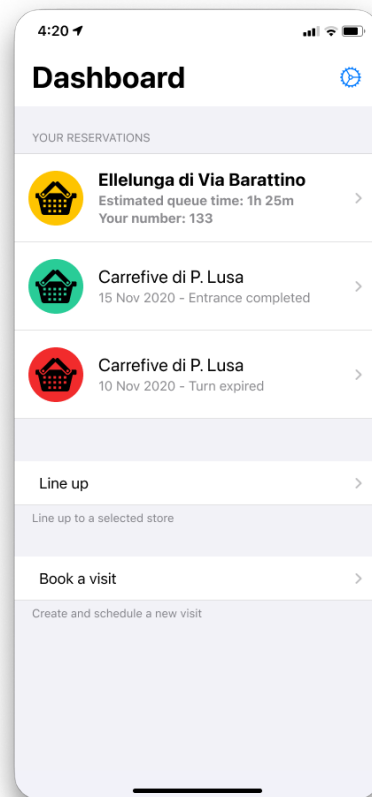 4:20
Dashboard
YOUR RESERVATIONS
Ellelunga di Via Barattino
Estimated queue time: 1h 25m
Your number: 133
Carrefive di P. Lusa
15 Nov 2020 - Entrance completed
Carrefive di P. Lusa
10 Nov 2020 - Turn expired
Line up
Line up to a selected store
Book a visit
Create and schedule a new visit